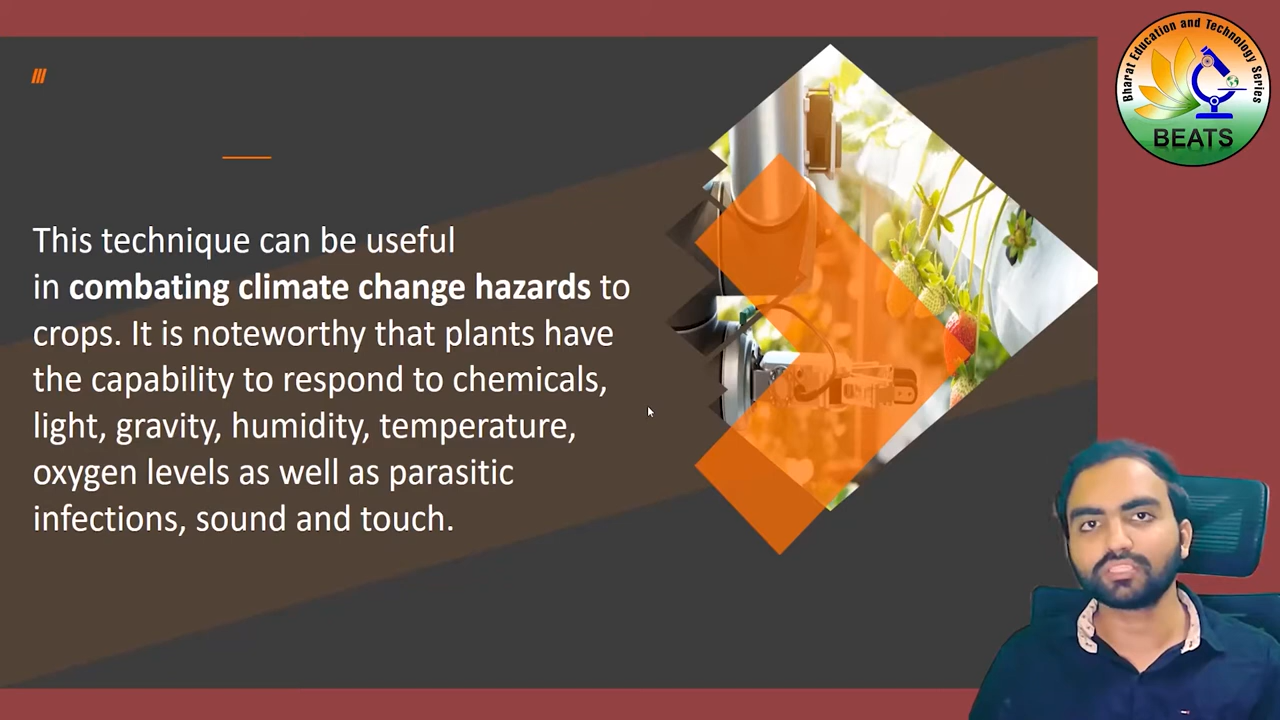 Bharat Education and Technology Series
BEATS
This technique can be useful
in combating climate change hazards to
crops. It is noteworthy that plants have
the capability to respond to chemicals,
light, gravity, humidity, temperature,
oxygen levels as well as parasitic
infections, sound and touch.